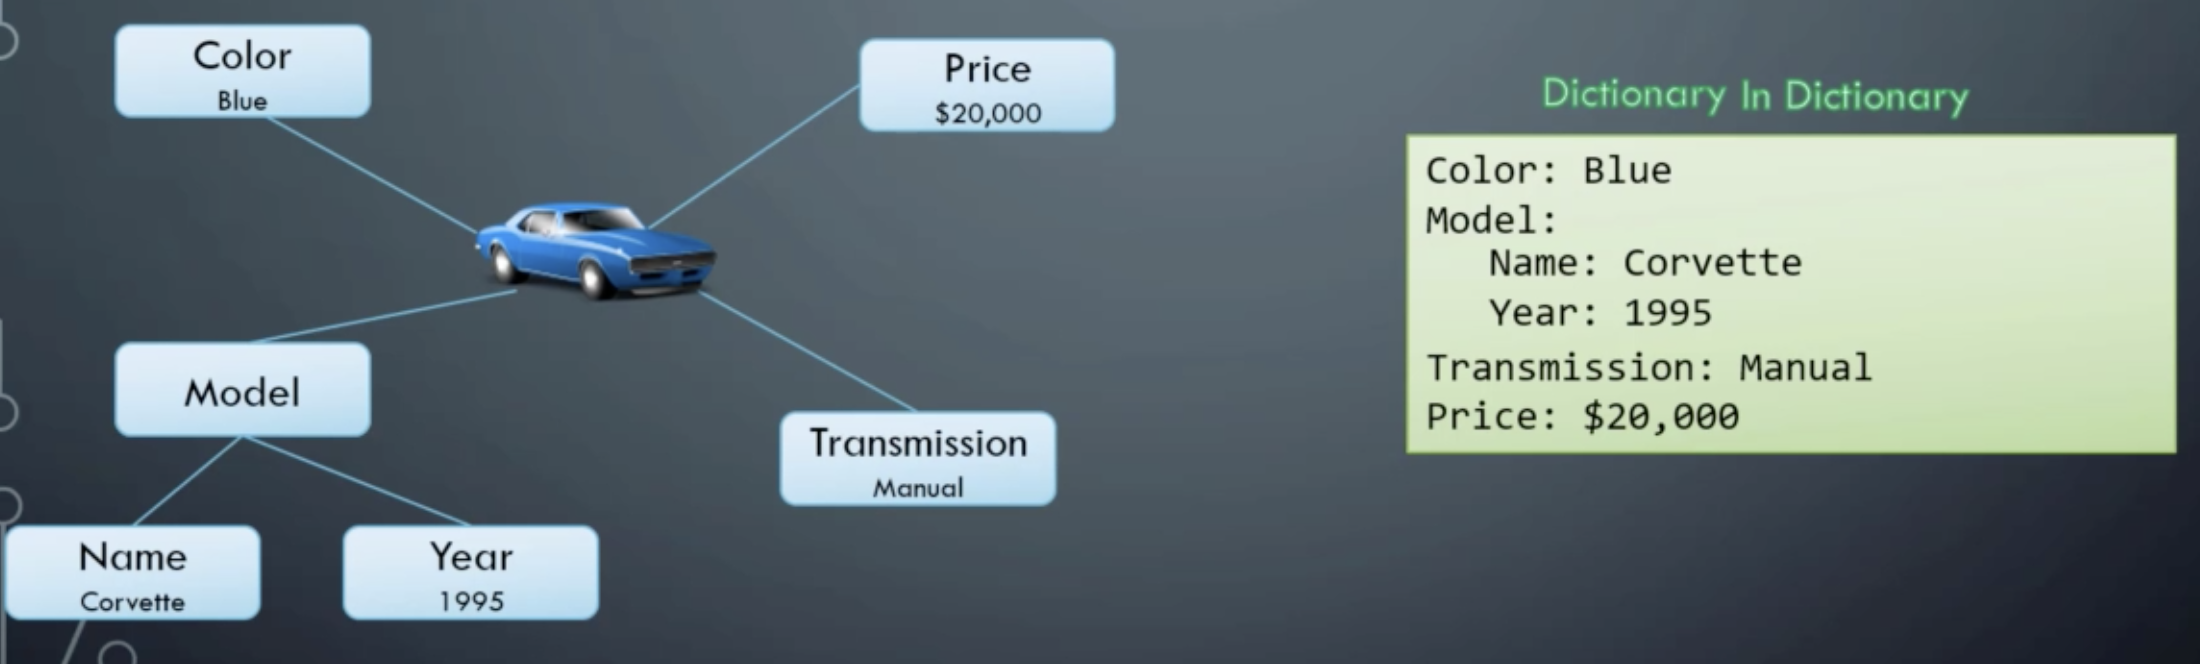 Color
Blue
Price
$20,000
Model
Transmission
Manual
Name
Corvette
Year
1995
Dictionary In Dictionary
Color: Blue
Model:
Name: Corvette
Year: 1995
Transmission: Manual
Price: $20,000